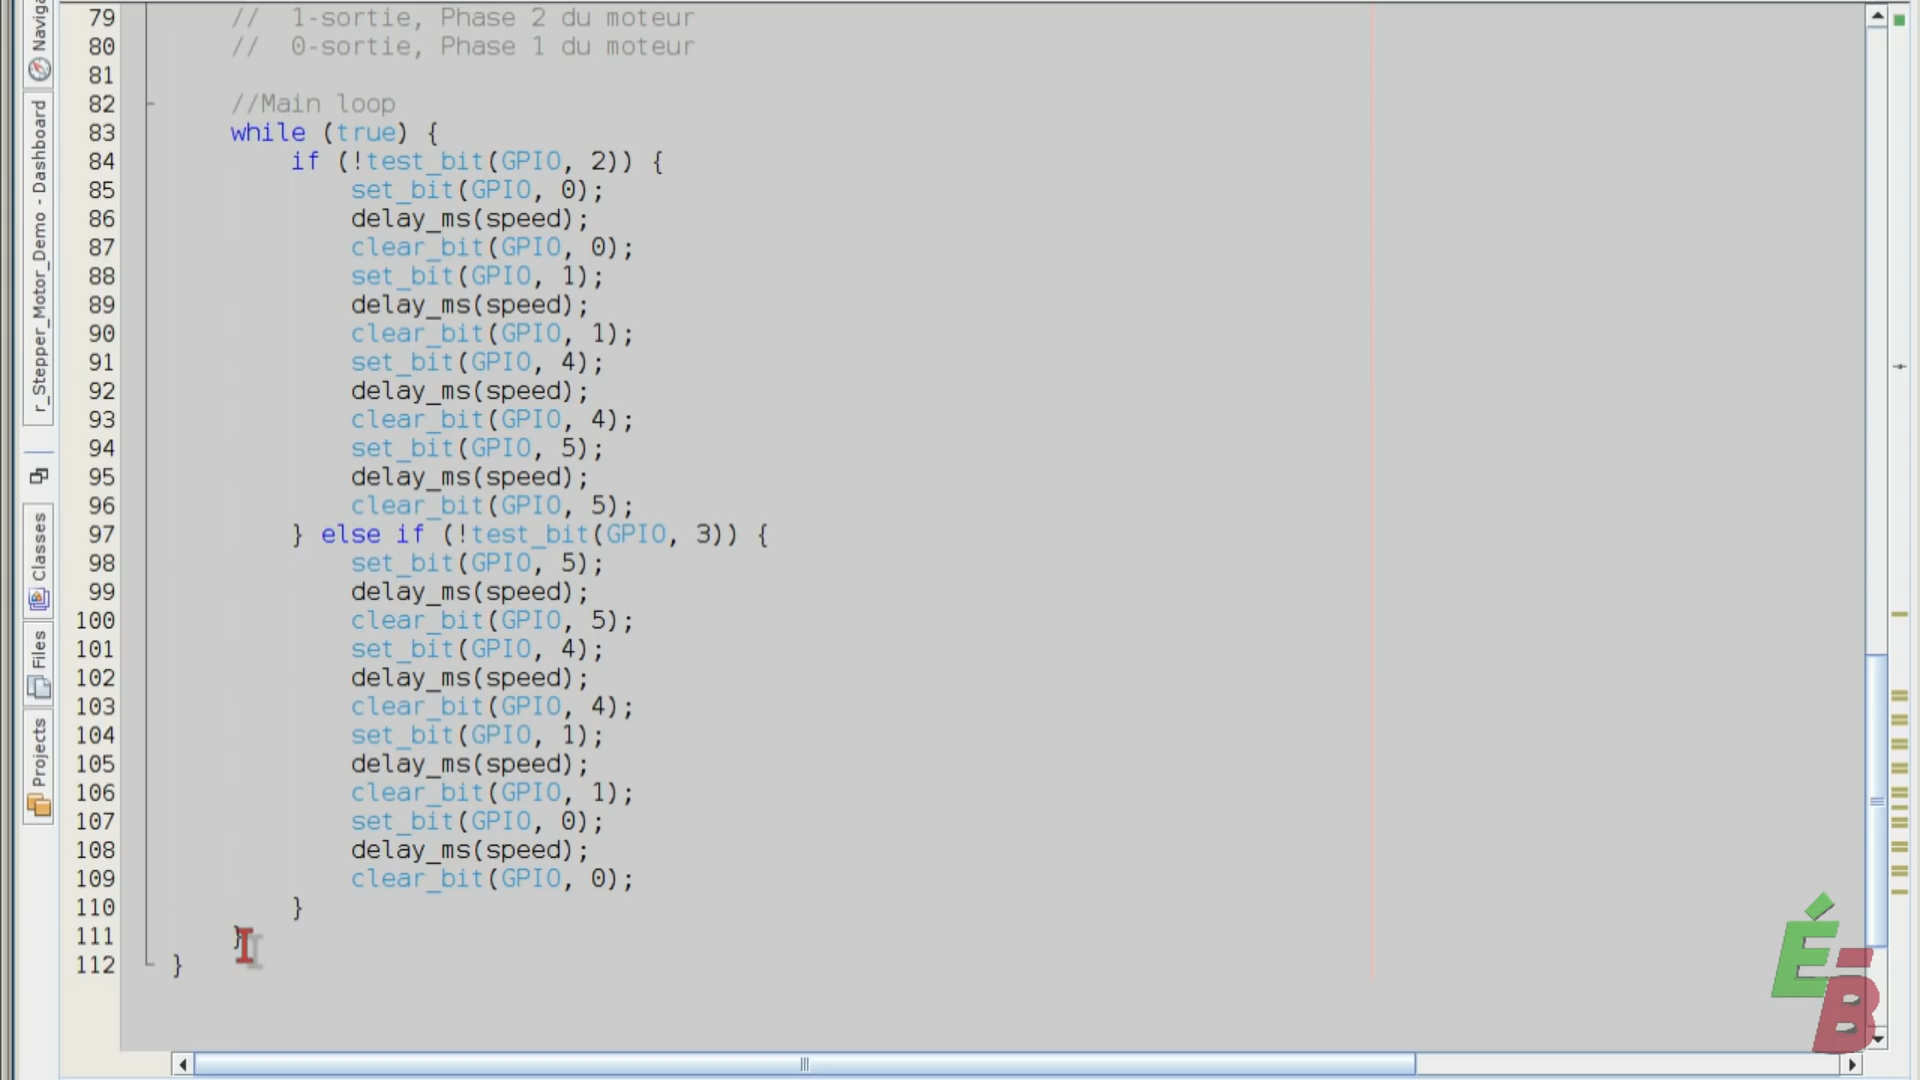 79 // 1-sortie, Phase 2 du moteur
80 // 0-sortie, Phase 1 du moteur
81
82 //Main loop
83 while (true) {
84 if (!test_bit(GPIO, 2)) {
85 set_bit(GPIO, 0);
86 delay_ms(speed);
87 clear_bit(GPIO, 0);
88 set_bit(GPIO, 1);
89 delay_ms(speed);
90 clear_bit(GPIO, 1);
91 set_bit(GPIO, 4);
92 delay_ms(speed);
93 clear_bit(GPIO, 4);
94 set_bit(GPIO, 5);
95 delay_ms(speed);
96 clear_bit(GPIO, 5);
97 } else if (!test_bit(GPIO, 3)) {
98 set_bit(GPIO, 5);
99 delay_ms(speed);
100 clear_bit(GPIO, 5);
101 set_bit(GPIO, 4);
102 delay_ms(speed);
103 clear_bit(GPIO, 4);
104 set_bit(GPIO, 1);
105 delay_ms(speed);
106 clear_bit(GPIO, 1);
107 set_bit(GPIO, 0);
108 delay_ms(speed);
109 clear_bit(GPIO, 0);
110 }
111 }
112 }
r_Stepper_Motor_Demo - Dashboard
Classes
Files
Projects
É
B